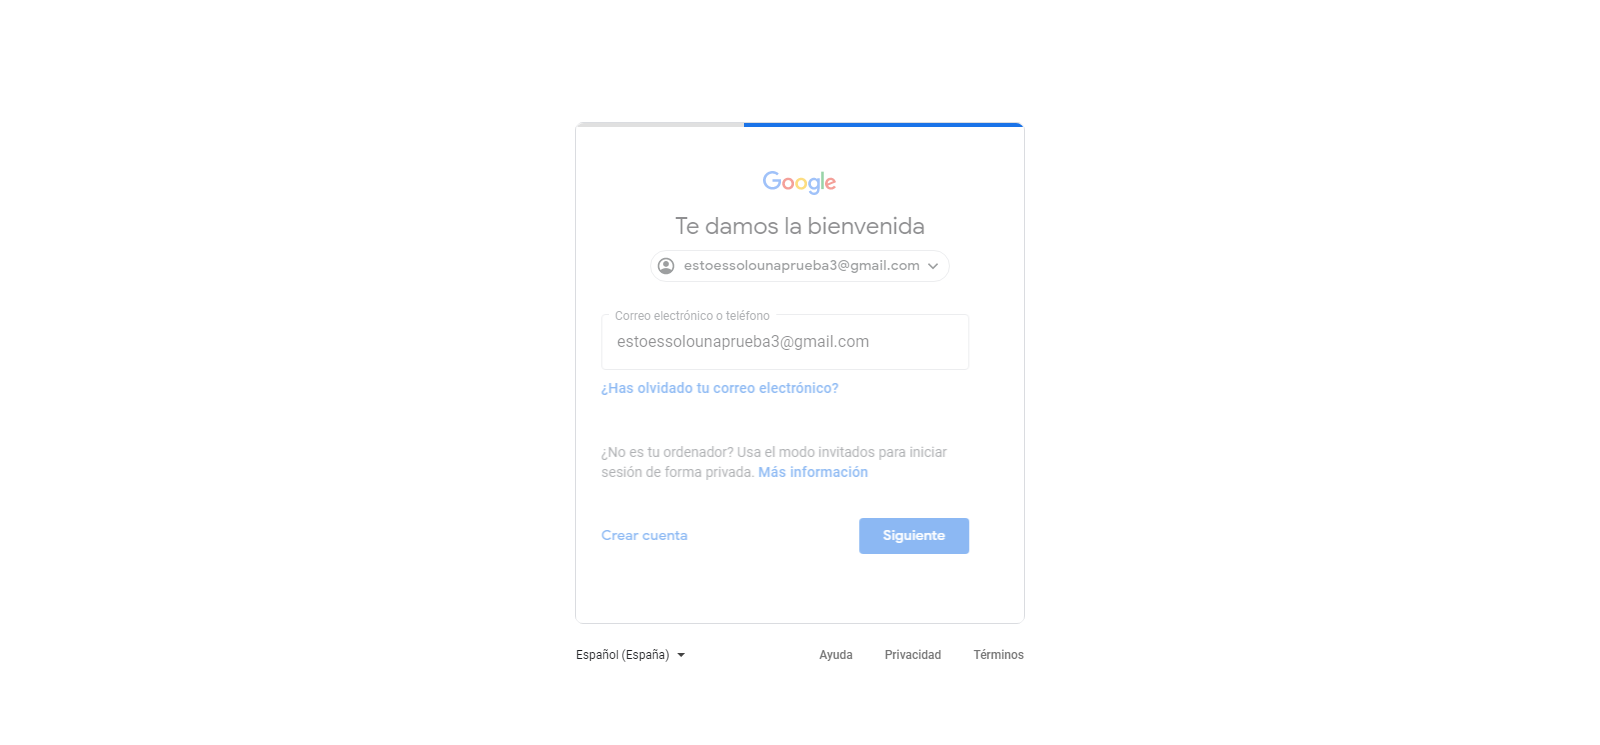 Google
Te damos la bienvenida
estoessolounaprueba3@gmail.com
Correo electrónico o teléfono
estoessolounaprueba3@gmail.com
¿Has olvidado tu correo electrónico?
¿No es tu ordenador? Usa el modo invitados para iniciar
sesión de forma privada. Más información
Crear cuenta
Siguiente
Español (España)
Ayuda
Privacidad
Términos